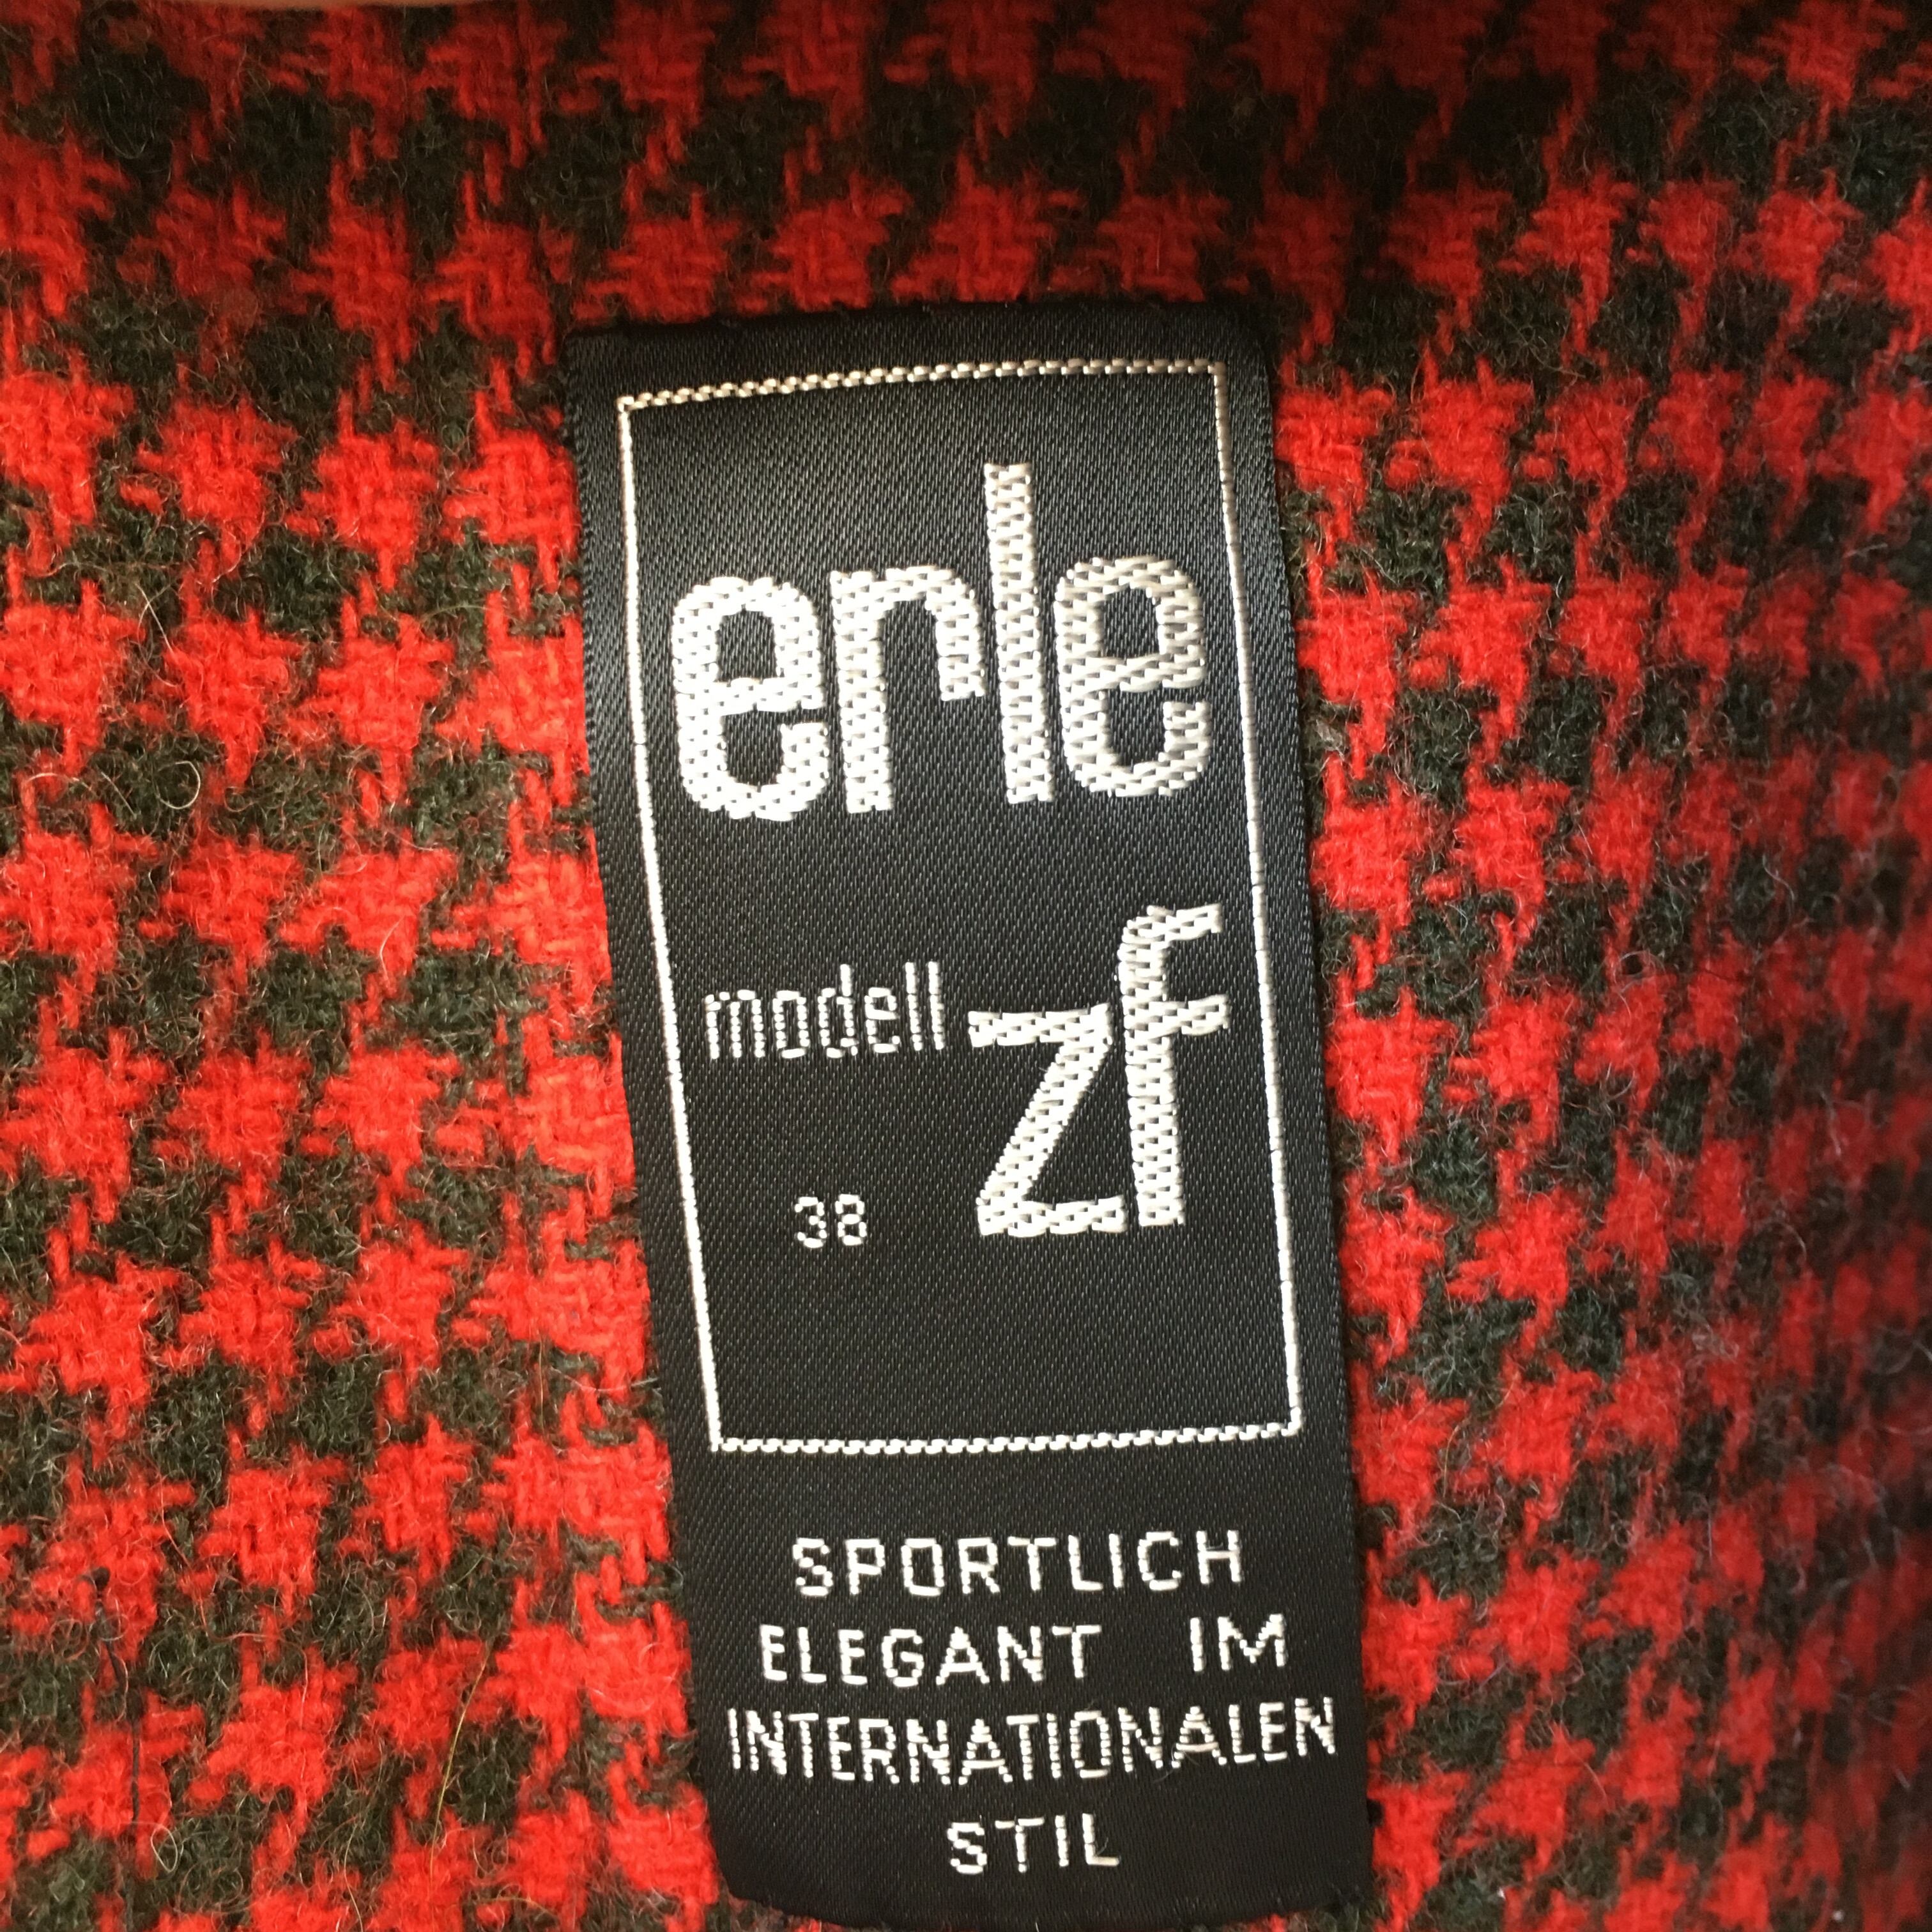 erle
modell zf
38
SPORTLICH
ELEGANT IM
INTERNATIONALEN
STIL